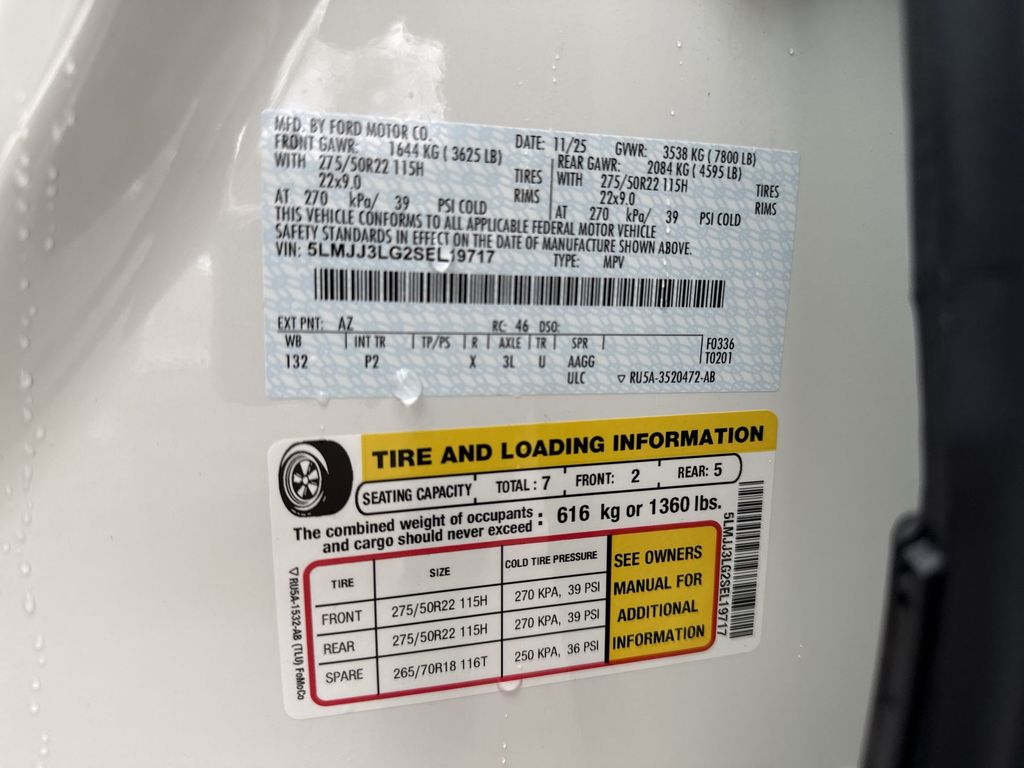 MFD. BY FORD MOTOR CO. DATE: 11/25 GVWR: 3538 KG ( 7800 LB)
FRONT GAWR: 1644 KG ( 3625 LB) REAR GAWR: 2084 KG ( 4595 LB)
WITH 275/50R22 115H TIRES WITH 275/50R22 115H TIRES
22x9.0 RIMS 22x9.0 RIMS
AT 270 kPa/ 39 PSI COLD AT 270 kPa/ 39 PSI COLD
THIS VEHICLE CONFORMS TO ALL APPLICABLE FEDERAL MOTOR VEHICLE
SAFETY STANDARDS IN EFFECT ON THE DATE OF MANUFACTURE SHOWN ABOVE.
VIN: 5LMJJ3LG2SEL19717 TYPE: MPV
EXT PNT: AZ RC: 46 DSO:
WB INT TR TP/PS R AXLE TR SPR F0336
132 P2 X 3L U AAGG T0201
ULC ▽ RU5A-3520472-AB
TIRE AND LOADING INFORMATION
SEATING CAPACITY TOTAL : 7 FRONT: 2 REAR: 5
The combined weight of occupants and cargo should never exceed : 616 kg or 1360 lbs.
TIRE SIZE COLD TIRE PRESSURE
FRONT 275/50R22 115H 270 KPA, 39 PSI
REAR 275/50R22 115H 270 KPA, 39 PSI
SPARE 265/70R18 116T 250 KPA, 36 PSI
SEE OWNERS
MANUAL FOR
ADDITIONAL
INFORMATION
5LMJJ3LG2SEL19717
▽ RU5A-1532-AB (TLU) FoMoCo